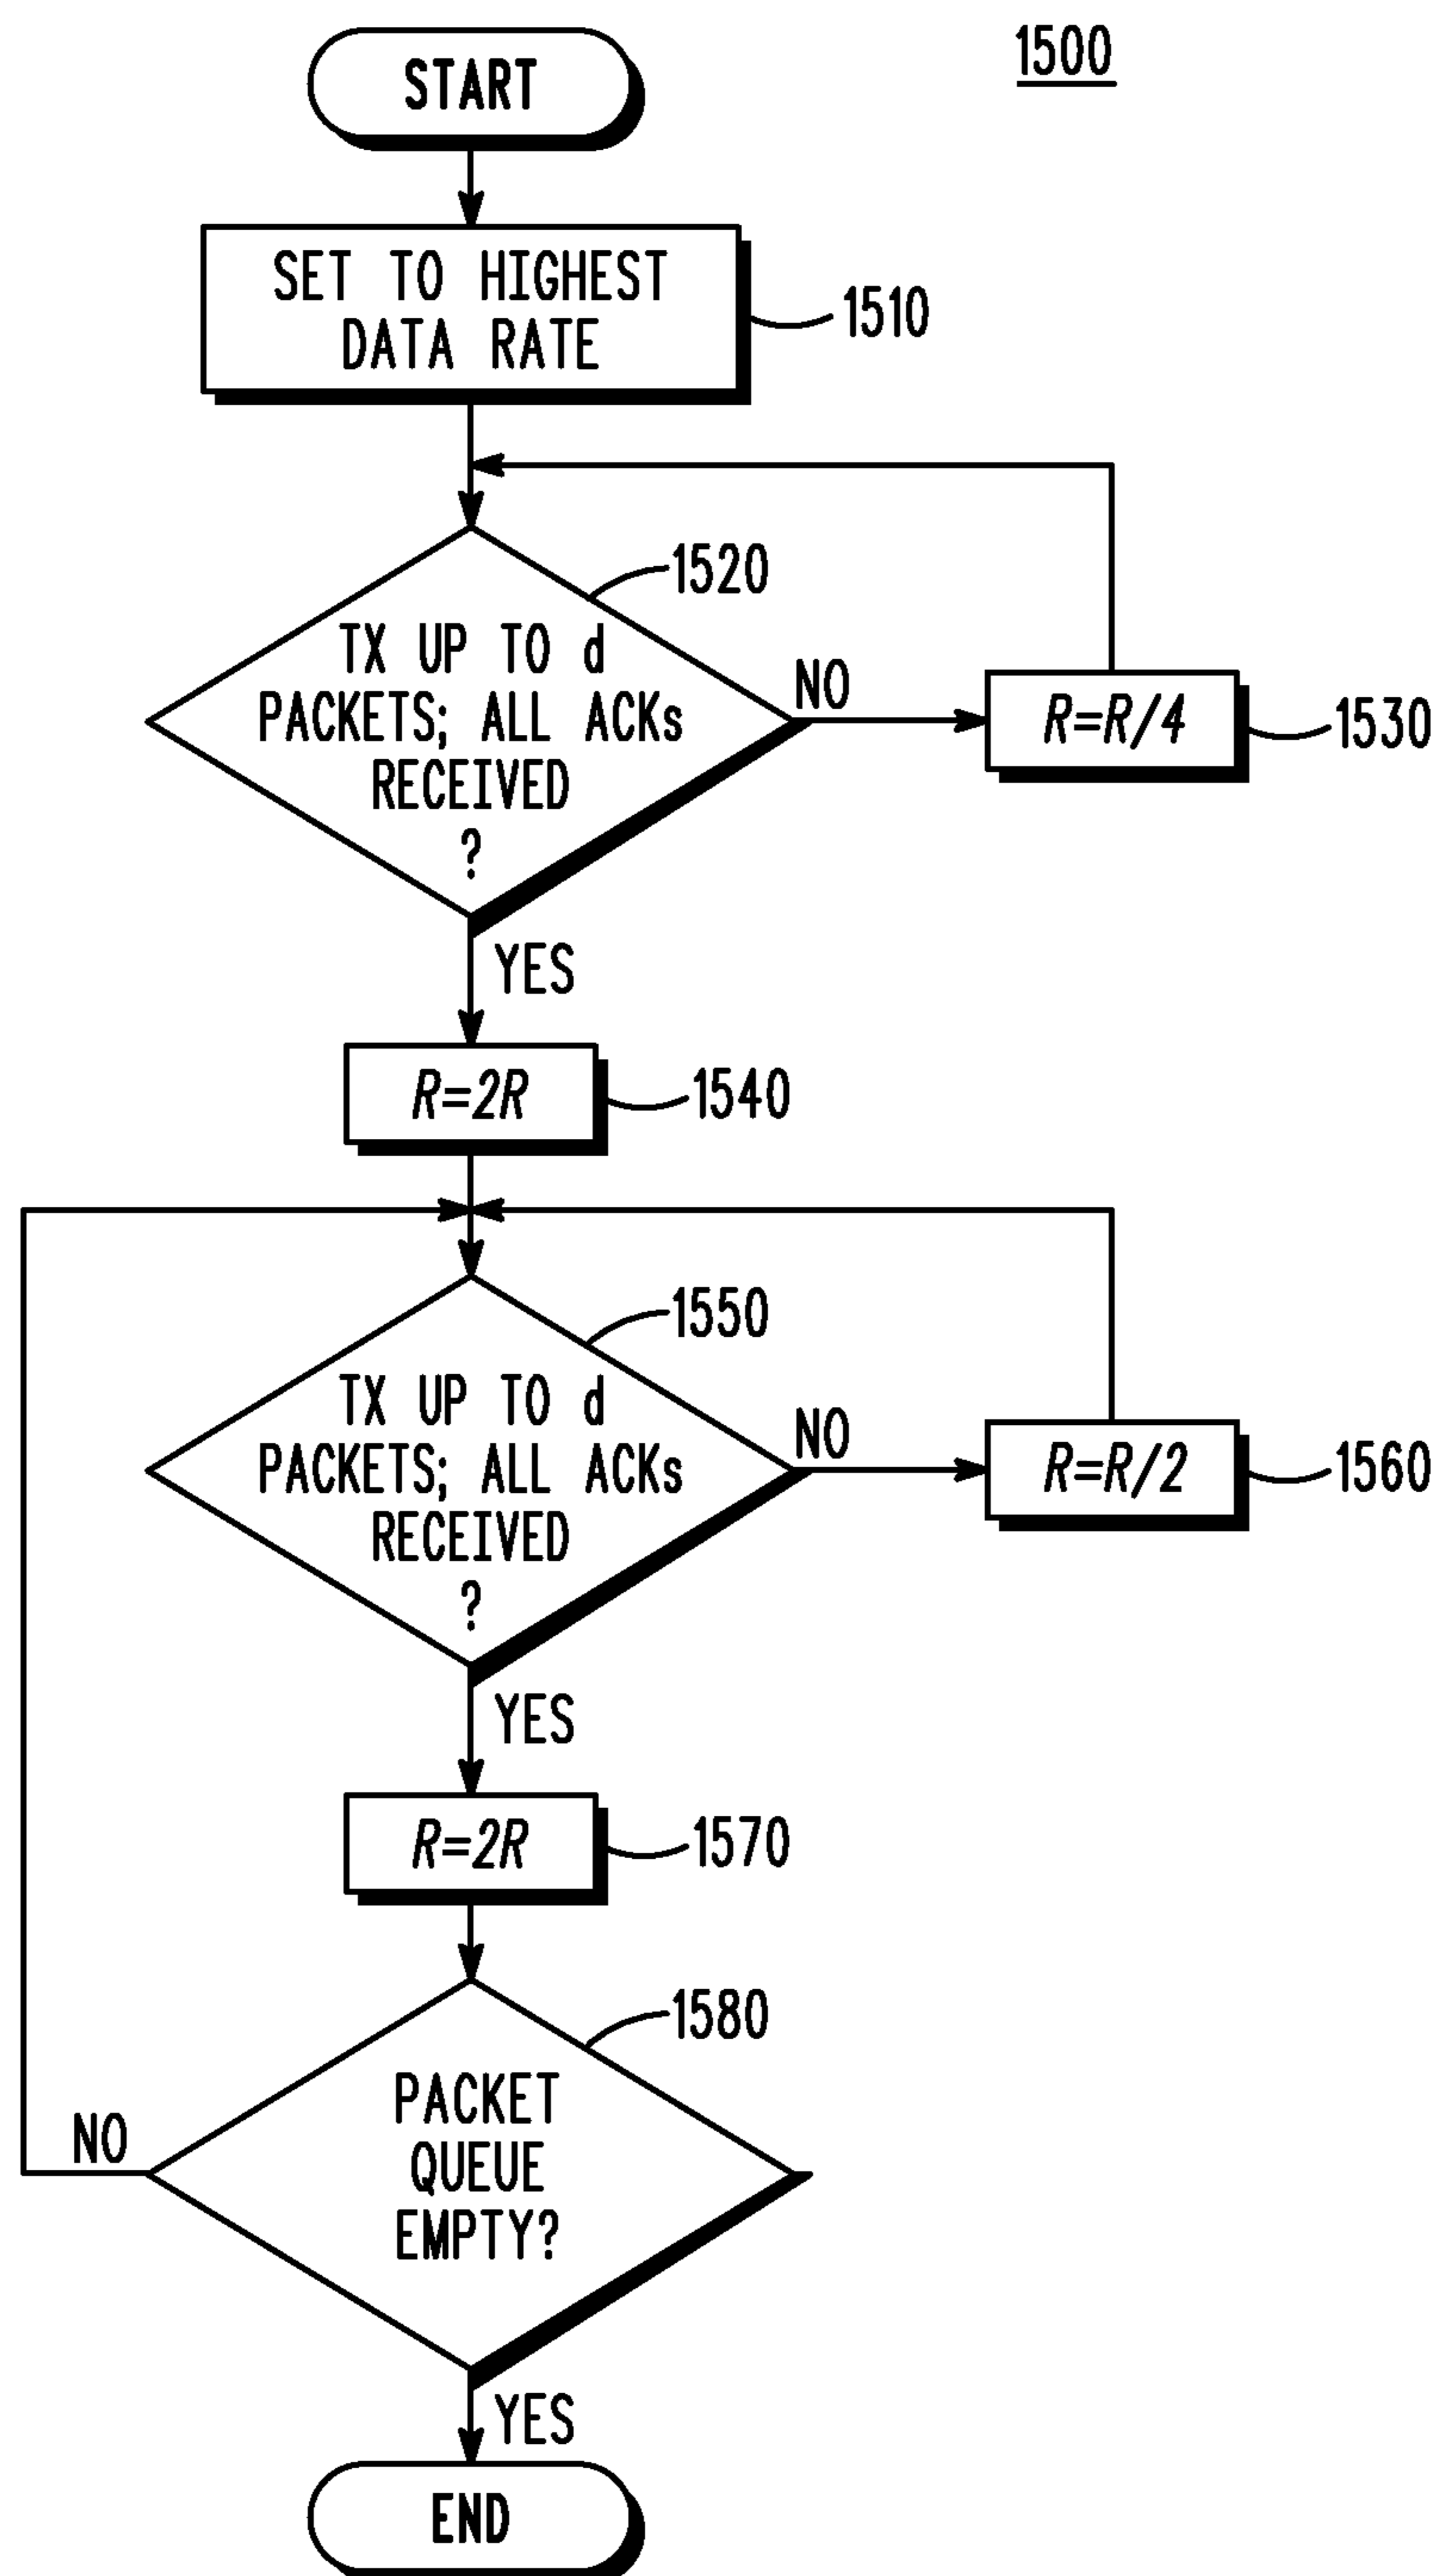 1500
START
SET TO HIGHEST
DATA RATE
1510
1520
TX UP TO d
PACKETS; ALL ACKs
RECEIVED
?
NO
R=R/4
1530
YES
R=2R
1540
1550
TX UP TO d
PACKETS; ALL ACKs
RECEIVED
?
NO
R=R/2
1560
YES
R=2R
1570
1580
PACKET
QUEUE
EMPTY?
NO
YES
END